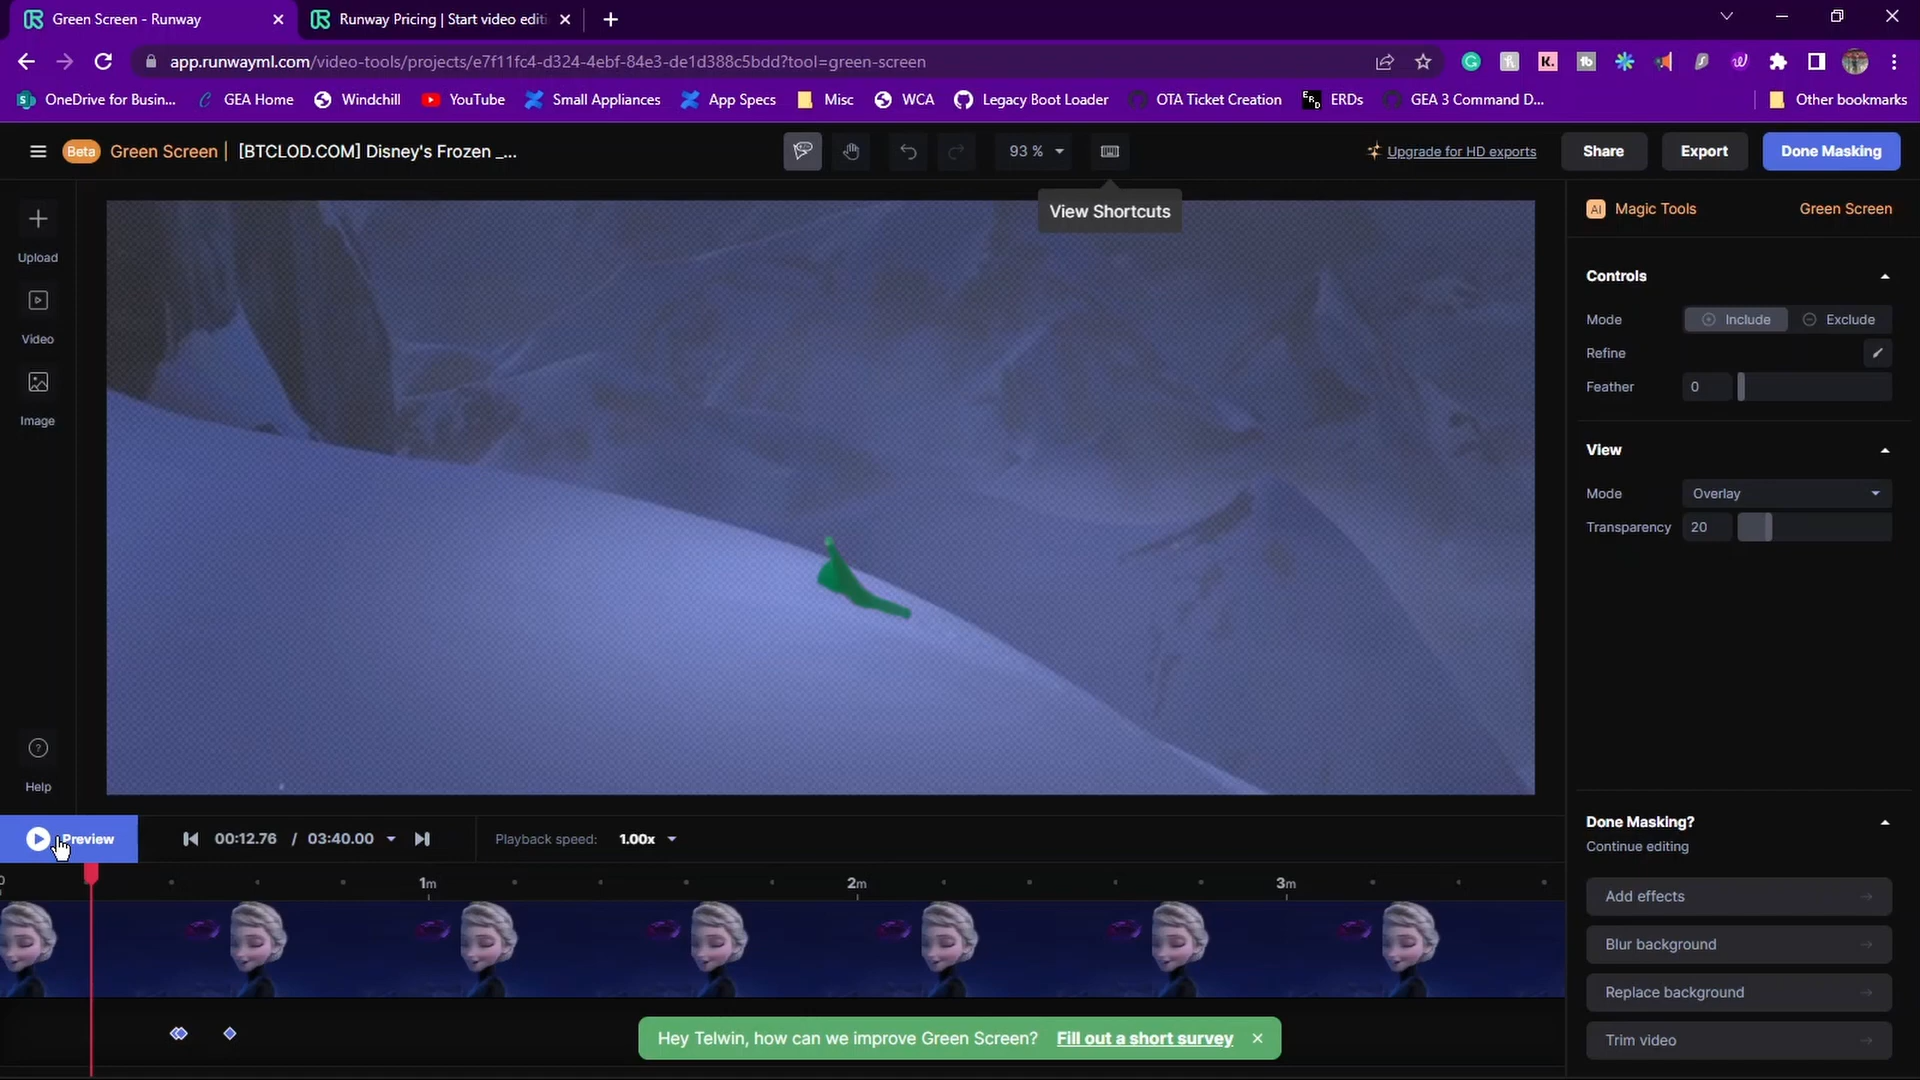 Green Screen - Runway
Runway Pricing | Start video editi
app.runwayml.com/video-tools/projects/e7f11fc4-d324-4ebf-84e3-de1d388c5bdd?tool=green-screen
OneDrive for Busin... GEA Home Windchill YouTube Small Appliances App Specs Misc WCA Legacy Boot Loader OTA Ticket Creation ERDs GEA 3 Command D... Other bookmarks
Beta Green Screen | [BTCLOD.COM] Disney's Frozen _...
93 %
Upgrade for HD exports
Share
Export
Done Masking
View Shortcuts
Upload
Video
Image
Help
AI Magic Tools Green Screen
Controls
Mode Include Exclude
Refine
Feather 0
View
Mode Overlay
Transparency 20
Preview
00:12.76 / 03:40.00
Playback speed: 1.00x
1m 2m 3m
Hey Telwin, how can we improve Green Screen? Fill out a short survey
Done Masking?
Continue editing
Add effects
Blur background
Replace background
Trim video